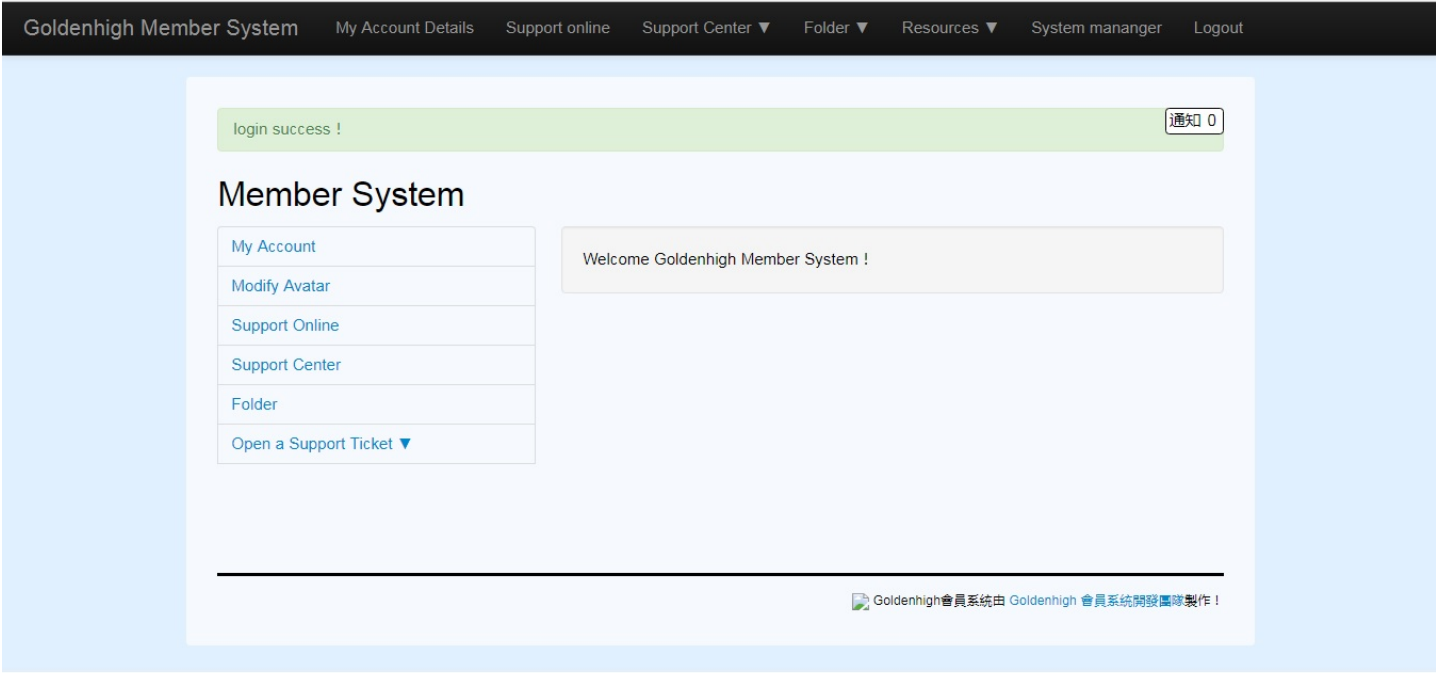 Goldenhigh Member System My Account Details Support online Support Center ▼ Folder ▼ Resources ▼ System mananger Logout
login success !
通知 0
Member System
My Account
Modify Avatar
Support Online
Support Center
Folder
Open a Support Ticket ▼
Welcome Goldenhigh Member System !
Goldenhigh會員系統由 Goldenhigh 會員系統開發團隊製作！